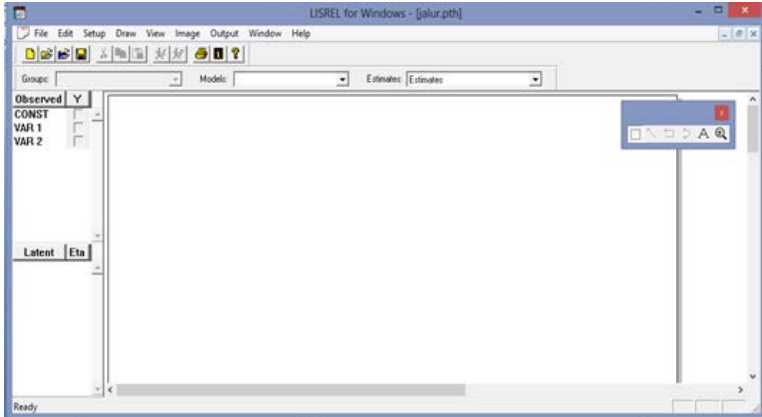 LISREL for Windows - [jalur.pth]
File Edit Setup Draw View Image Output Window Help
Groups: Models: Estimates: Estimates
Observed Y
CONST
VAR 1
VAR 2
A
Latent Eta
Ready